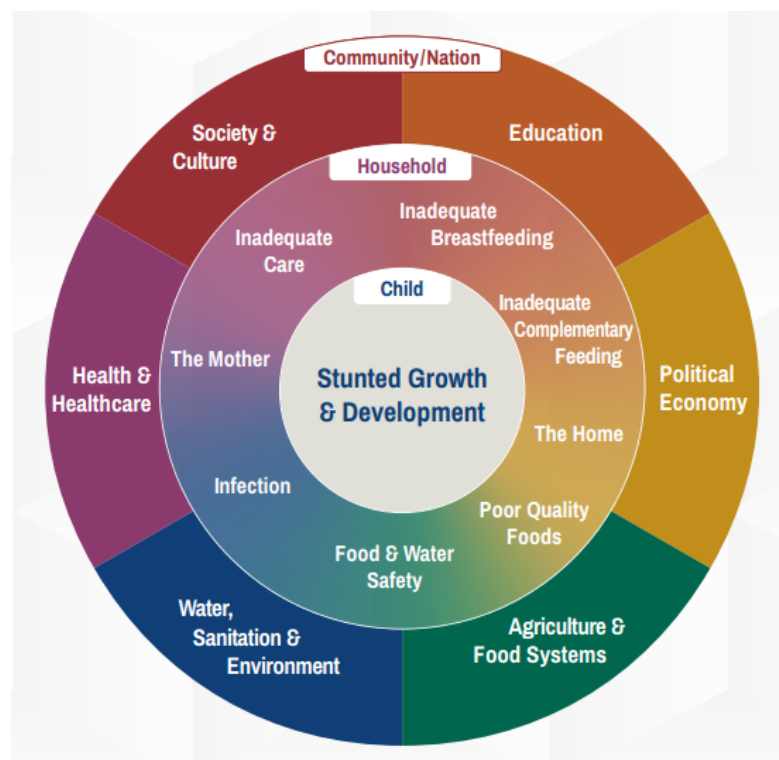 Community/Nation
Society &
Culture
Education
Household
Inadequate
Breastfeeding
Inadequate
Care
Child
Inadequate
Complementary
Feeding
The Mother
Stunted Growth
& Development
Health &
Healthcare
Political
Economy
The Home
Infection
Poor Quality
Foods
Food & Water
Safety
Water,
Sanitation &
Environment
Agriculture &
Food Systems